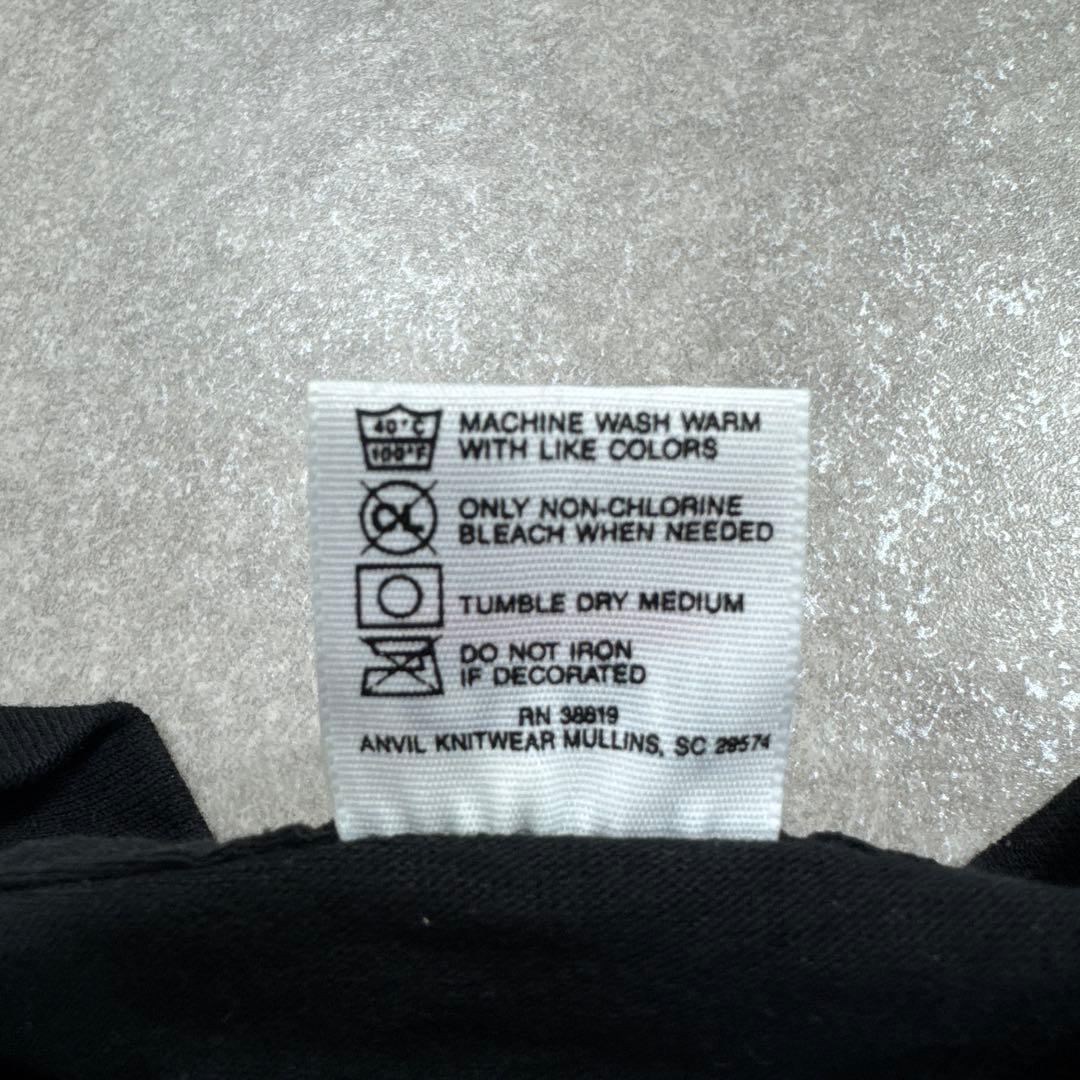 40°C
100°F
MACHINE WASH WARM
WITH LIKE COLORS
CL
ONLY NON-CHLORINE
BLEACH WHEN NEEDED
TUMBLE DRY MEDIUM
DO NOT IRON
IF DECORATED
RN 38619
ANVIL KNITWEAR MULLINS, SC 29574